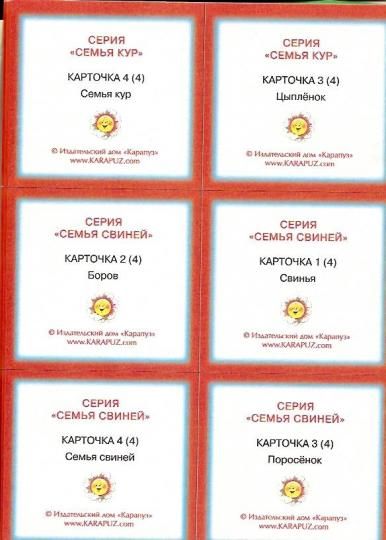 СЕРИЯ
«СЕМЬЯ КУР»
КАРТОЧКА 4 (4)
Семья кур
© Издательский дом «Карапуз»
www.KARAPUZ.com
СЕРИЯ
«СЕМЬЯ КУР»
КАРТОЧКА 3 (4)
Цыплёнок
© Издательский дом «Карапуз»
www.KARAPUZ.com
СЕРИЯ
«СЕМЬЯ СВИНЕЙ»
КАРТОЧКА 2 (4)
Боров
© Издательский дом «Карапуз»
www.KARAPUZ.com
СЕРИЯ
«СЕМЬЯ СВИНЕЙ»
КАРТОЧКА 1 (4)
Свинья
© Издательский дом «Карапуз»
www.KARAPUZ.com
СЕРИЯ
«СЕМЬЯ СВИНЕЙ»
КАРТОЧКА 4 (4)
Семья свиней
© Издательский дом «Карапуз»
www.KARAPUZ.com
СЕРИЯ
«СЕМЬЯ СВИНЕЙ»
КАРТОЧКА 3 (4)
Поросёнок
© Издательский дом «Карапуз»
www.KARAPUZ.com